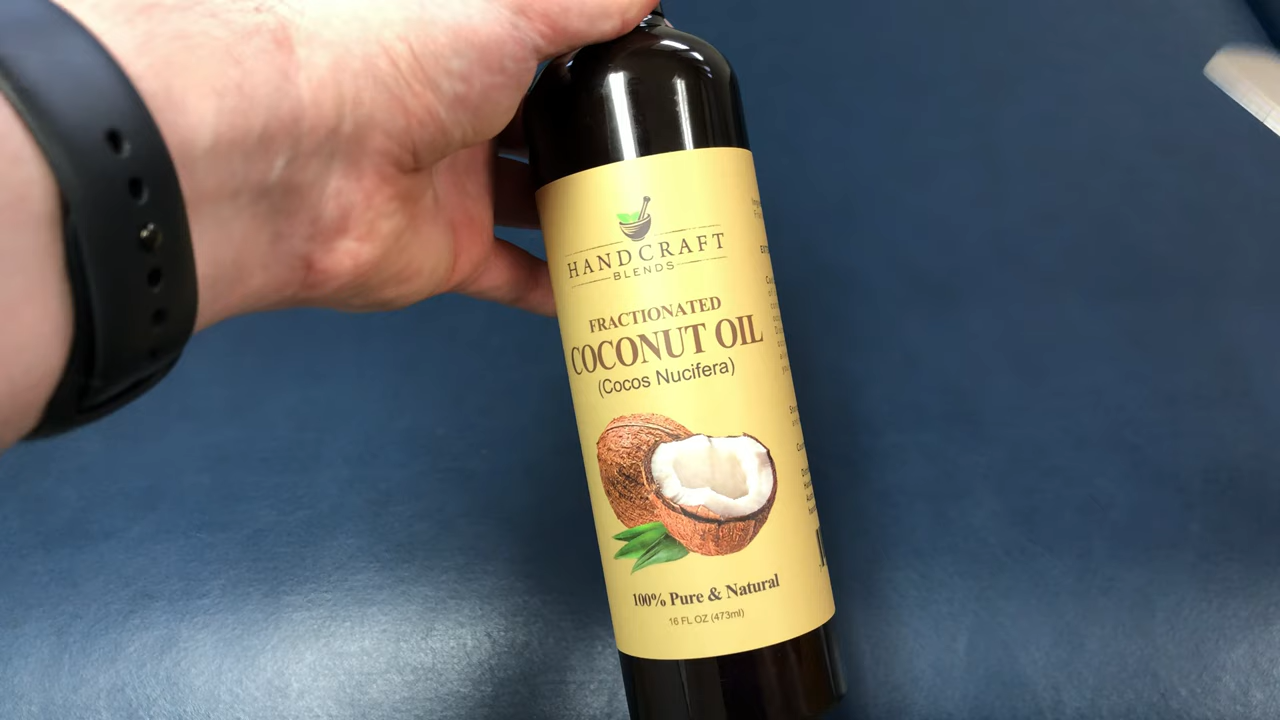 HANDCRAFT
BLENDS
FRACTIONATED
COCONUT OIL
(Cocos Nucifera)
100% Pure & Natural
16 FL OZ (473ml)